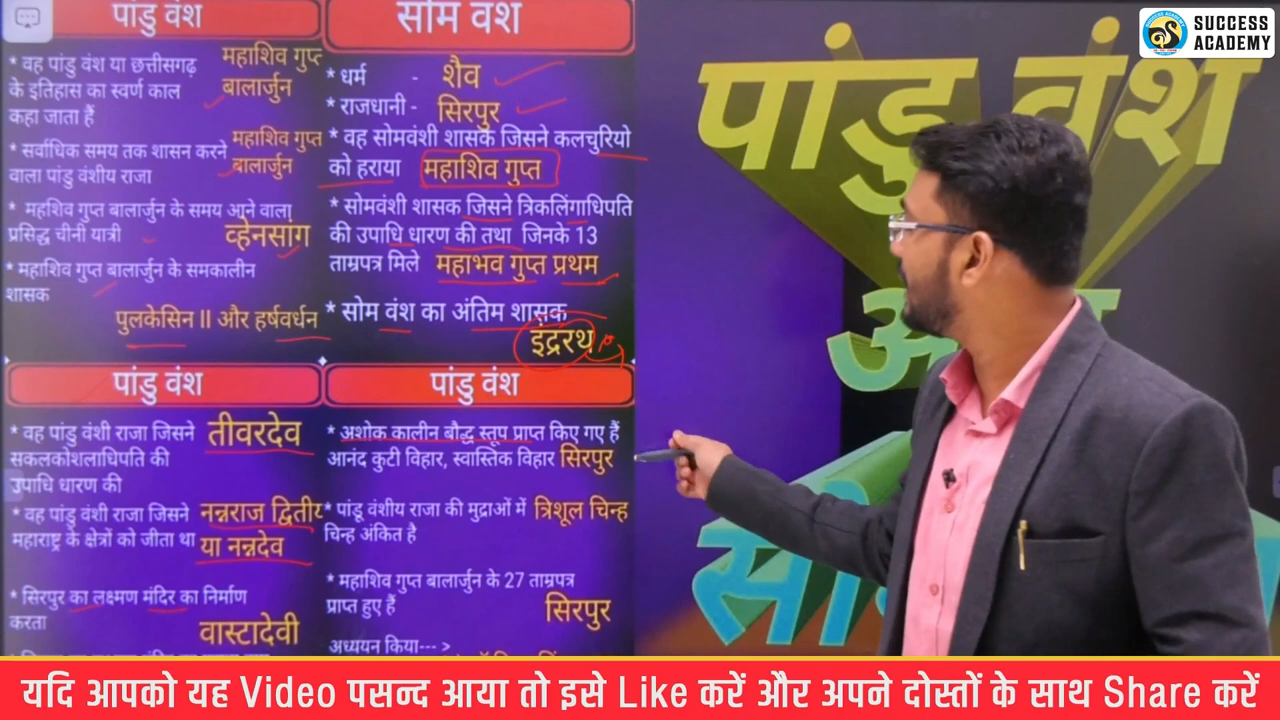 पांडु वंश
* वह पांडु वंश या छत्तीसगढ़
के इतिहास का स्वर्ण काल
कहा जाता हैं
महाशिव गुप्त
बालार्जुन
* सर्वाधिक समय तक शासन करने
वाला पांडु वंशीय राजा
महाशिव गुप्त
बालार्जुन
* महशिव गुप्त बालार्जुन के समय आने वाला
प्रसिद्ध चीनी यात्री
व्हेनसांग
* महाशिव गुप्त बालार्जुन के समकालीन
शासक
पुलकेसिन II और हर्षवर्धन
सोम वंश
* धर्म - शैव
* राजधानी - सिरपुर
* वह सोमवंशी शासक जिसने कलचुरियो
को हराया महाशिव गुप्त
* सोमवंशी शासक जिसने त्रिकलिंगाधिपति
की उपाधि धारण की तथा जिनके 13
ताम्रपत्र मिले महाभव गुप्त प्रथम
* सोम वंश का अंतिम शासक
इंद्ररथ
पांडु वंश
* वह पांडु वंशी राजा जिसने तीवरदेव
सकलकोशलाधिपति की
उपाधि धारण की
* वह पांडु वंशी राजा जिसने नन्नराज द्वितीय
महाराष्ट्र के क्षेत्रों को जीता था या नन्नदेव
* सिरपुर का लक्ष्मण मंदिर का निर्माण
करता
वास्टादेवी
पांडु वंश
* अशोक कालीन बौद्ध स्तूप प्राप्त किए गए हैं
आनंद कुटी विहार, स्वास्तिक विहार सिरपुर
* पांडू वंशीय राजा की मुद्राओं में त्रिशूल चिन्ह
चिन्ह अंकित है
* महाशिव गुप्त बालार्जुन के 27 ताम्रपत्र
प्राप्त हुए हैं
सिरपुर
अध्ययन किया--- >
पांडु वंश
SUCCESS
ACADEMY
यदि आपको यह Video पसन्द आया तो इसे Like करें और अपने दोस्तों के साथ Share करें